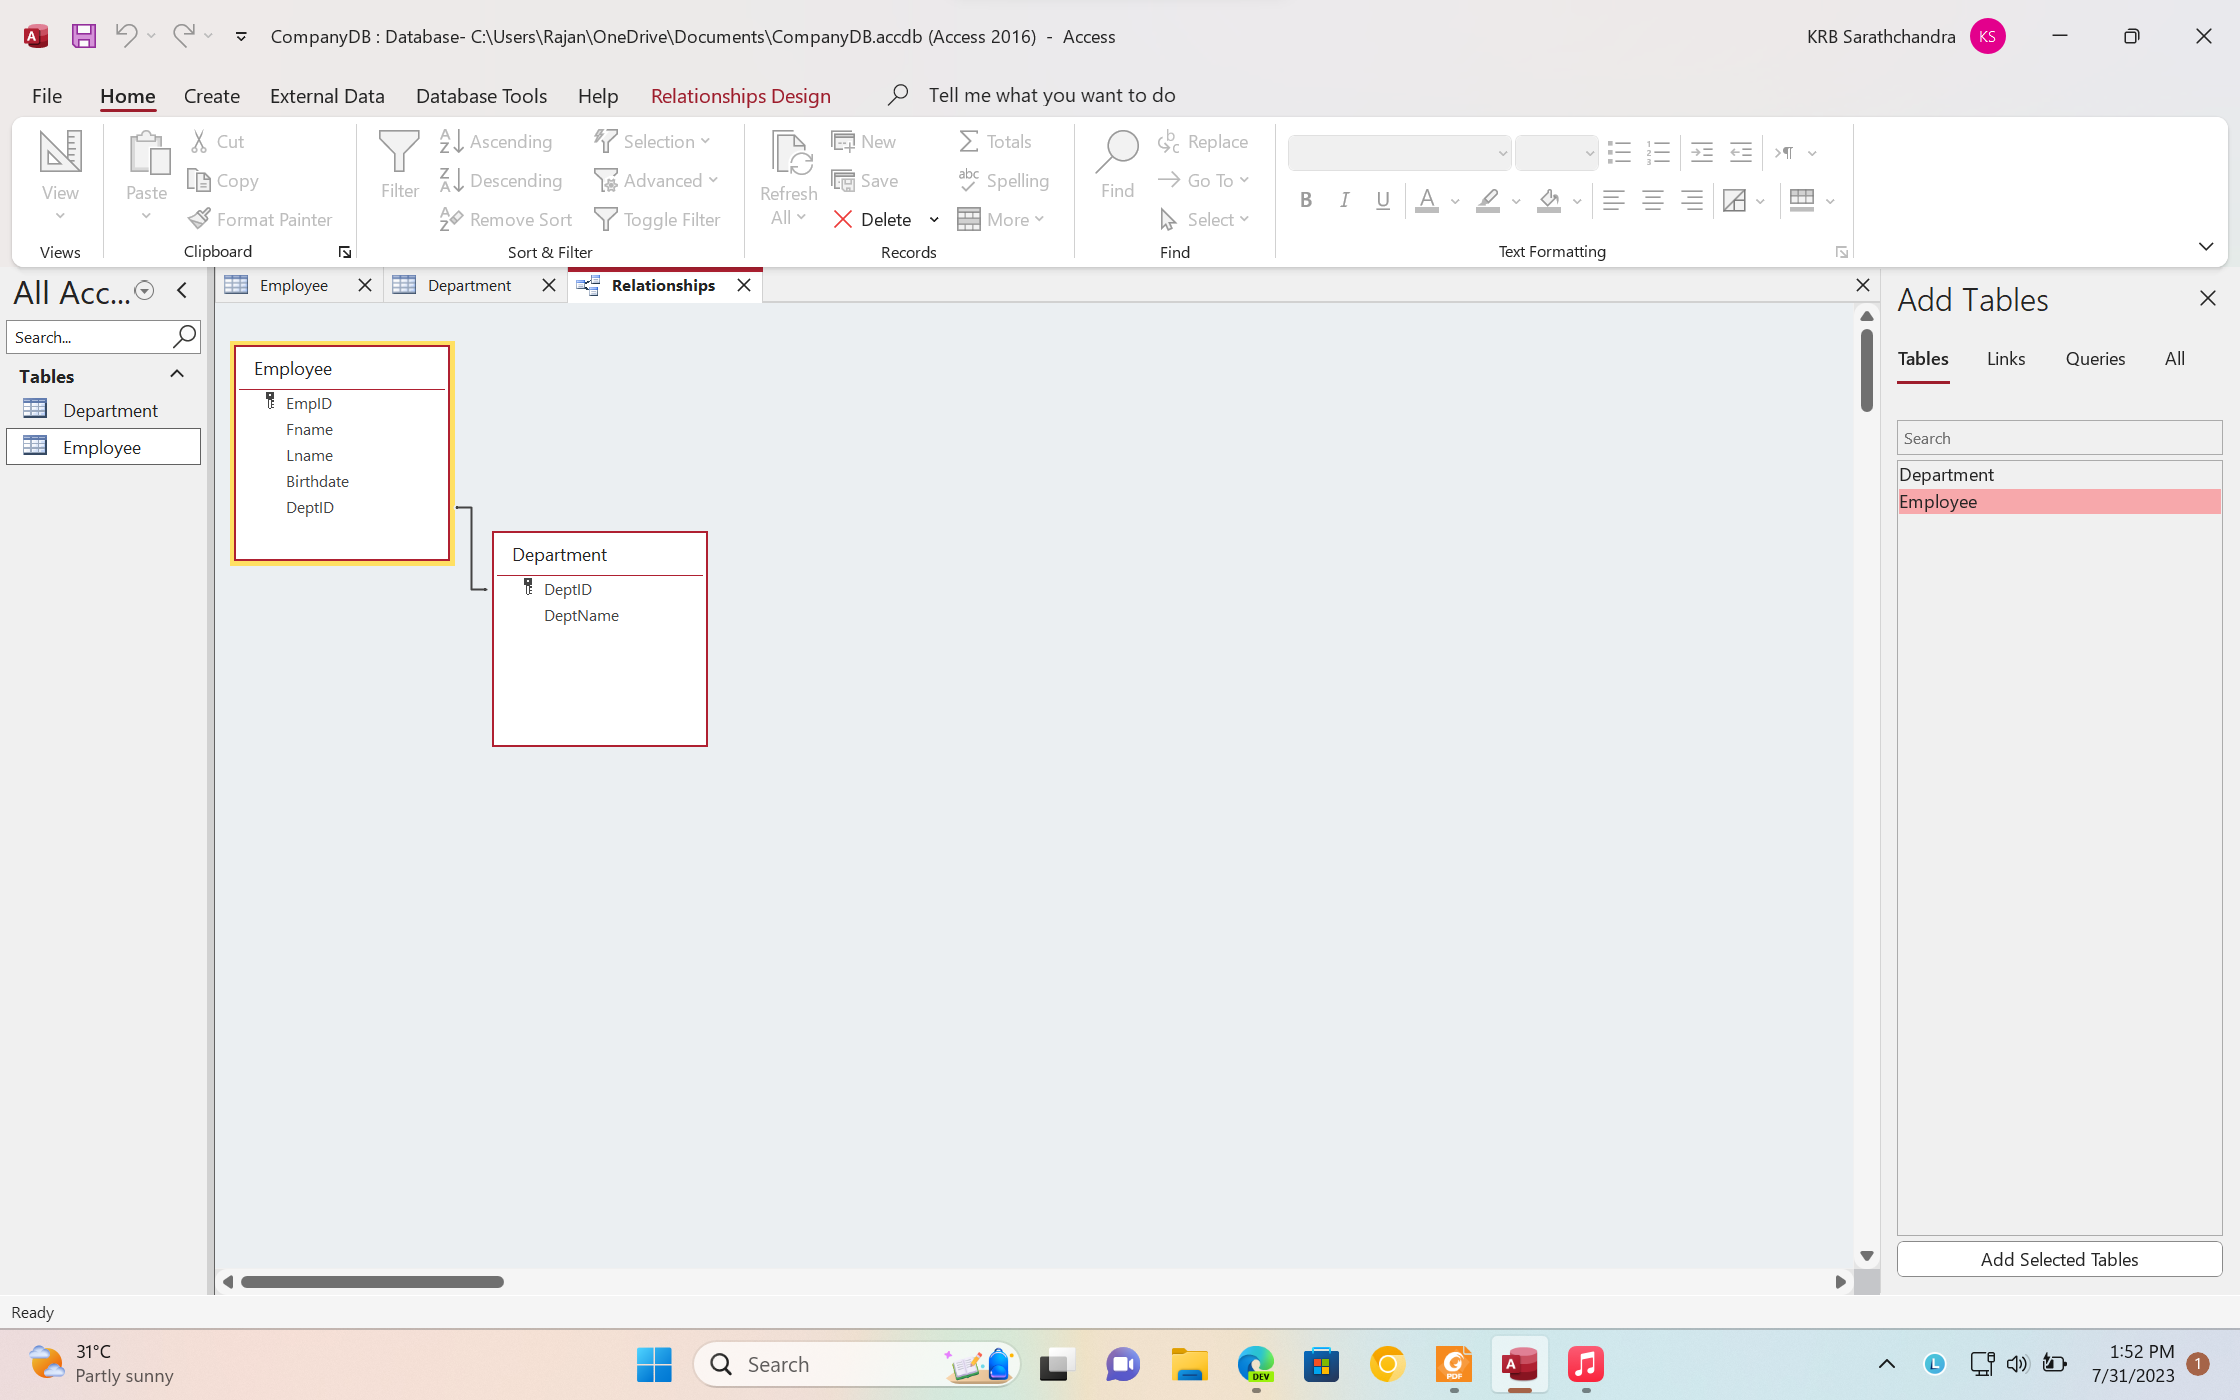 CompanyDB : Database- C:\Users\Rajan\OneDrive\Documents\CompanyDB.accdb (Access 2016) - Access
KRB Sarathchandra KS
File Home Create External Data Database Tools Help Relationships Design Tell me what you want to do
View
Views
Paste
Cut
Copy
Format Painter
Clipboard
Filter
Ascending
Descending
Remove Sort
Selection
Advanced
Toggle Filter
Sort & Filter
Refresh
All
New
Save
Delete
Totals
Spelling
More
Records
Find
Replace
Go To
Select
Find
B I U A
Text Formatting
All Acc...
Search...
Tables
Department
Employee
Employee Department Relationships
Employee
EmpID
Fname
Lname
Birthdate
DeptID
Department
DeptID
DeptName
Add Tables
Tables Links Queries All
Search
Department
Employee
Add Selected Tables
Ready
31°C
Partly sunny
Search
DEV
PDF
A
L
1:52 PM
7/31/2023
1